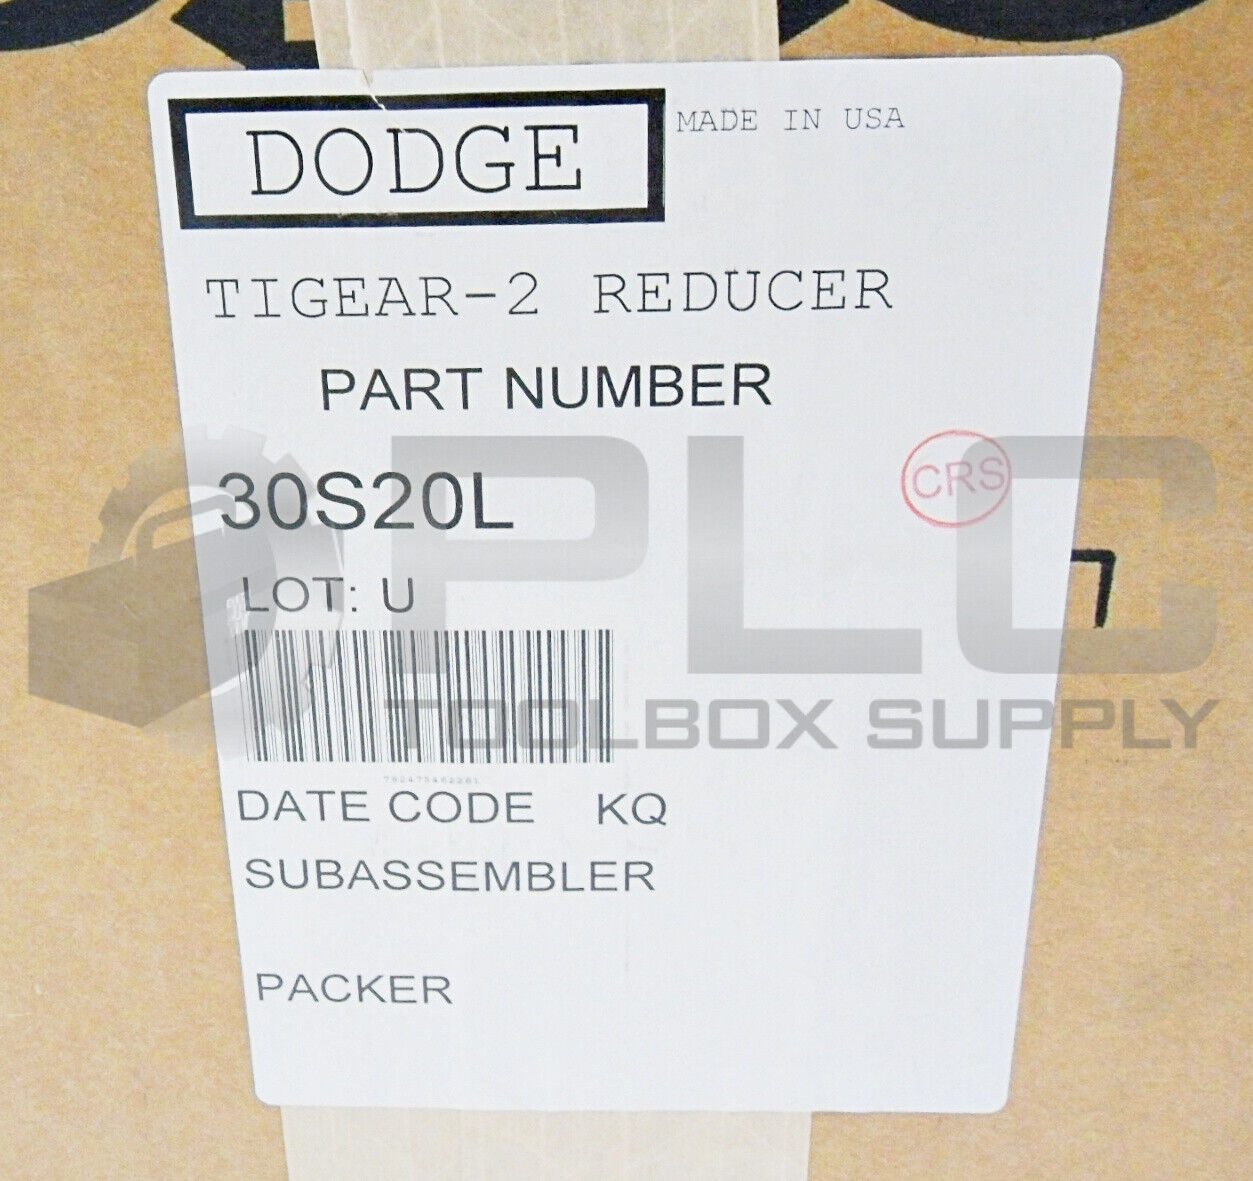 DODGE
MADE IN USA
TIGEAR-2 REDUCER
PART NUMBER
30S20L
CRS
LOT: U
PLC
TOOLBOX SUPPLY
DATE CODE KQ
SUBASSEMBLER
PACKER